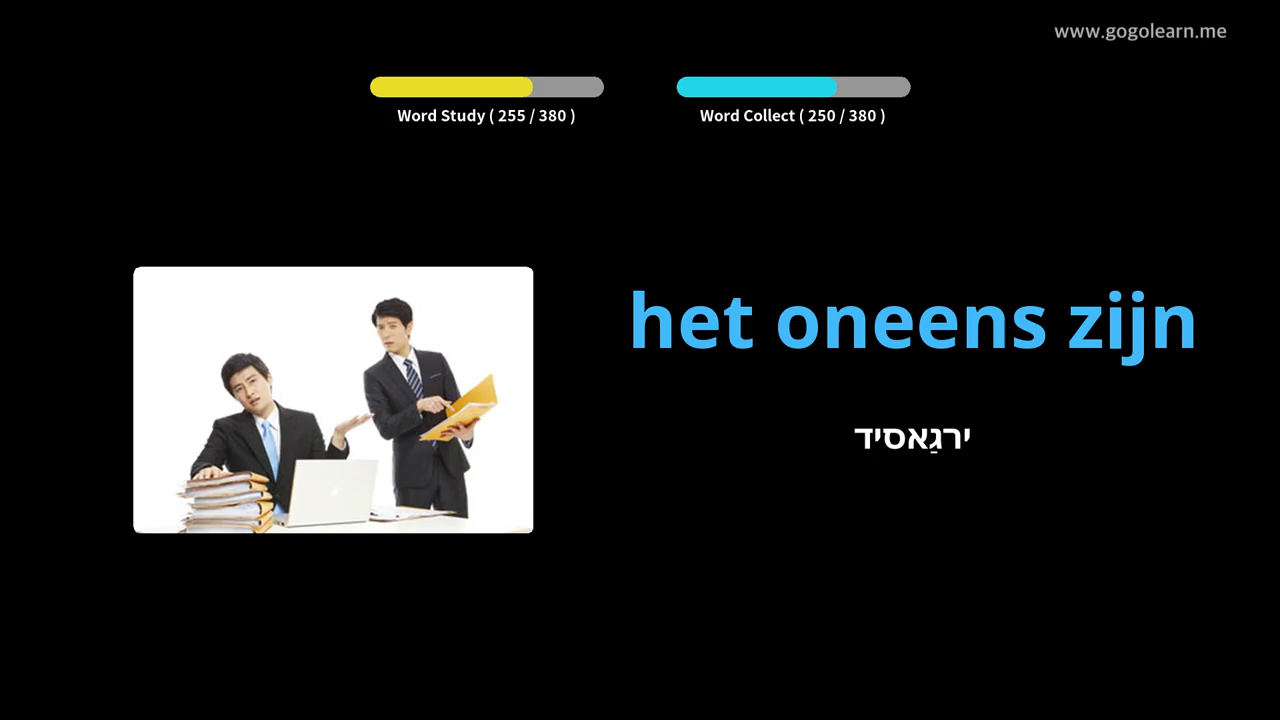 www.gogolearn.me
Word Study ( 255 / 380 )
Word Collect ( 250 / 380 )
het oneens zijn
ירגַאסיד